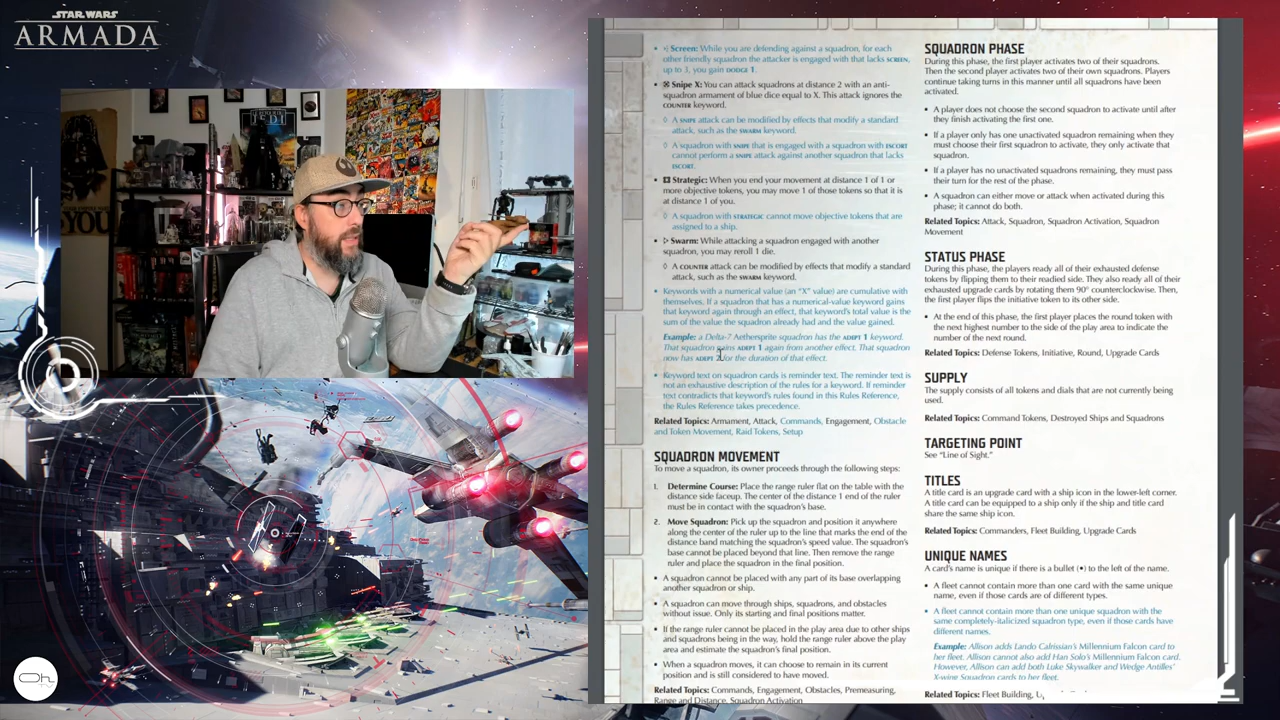 STAR WARS
ARMADA
YOU
Oh
• Screen: While you are defending against a squadron, for each
other friendly squadron the attacker is engaged with that lacks SCREEN,
up to 3, you gain DODGE 1.
• Snipe X: You can attack squadrons at distance 2 with an anti-
squadron armament of blue dice equal to X. This attack ignores the
COUNTER keyword.
◊ A SNIPE attack can be modified by effects that modify a standard
attack, such as the SWARM keyword.
◊ A squadron with SNIPE that is engaged with a squadron with ESCORT
cannot perform a SNIPE attack against another squadron that lacks
ESCORT.
• Strategic: When you end your movement at distance 1 of 1 or
more objective tokens, you may move 1 of those tokens so that it is
at distance 1 of you.
◊ A squadron with STRATEGIC cannot move objective tokens that are
assigned to a ship.
• Swarm: While attacking a squadron engaged with another
squadron, you may reroll 1 die.
◊ A COUNTER attack can be modified by effects that modify a standard
attack, such as the SWARM keyword.
• Keywords with a numerical value (an "X" value) are cumulative with
themselves. If a squadron that has a numerical-value keyword gains
that keyword again through an effect, that keyword's total value is the
sum of the value the squadron already had and the value gained.
Example: a Delta-7 Aethersprite squadron has the ADEPT 1 keyword.
That squadron gains ADEPT 1 again from another effect. That squadron
now has ADEPT 2 for the duration of that effect.
• Keyword text on squadron cards is reminder text. The reminder text is
not an exhaustive description of the rules for a keyword. If reminder
text contradicts that keyword's rules found in this Rules Reference,
the Rules Reference takes precedence.
Related Topics: Armament, Attack, Commands, Engagement, Obstacle
and Token Movement, Raid Tokens, Setup
SQUADRON MOVEMENT
To move a squadron, its owner proceeds through the following steps:
1. Determine Course: Place the range ruler flat on the table with the
distance side faceup. The center of the distance 1 end of the ruler
must be in contact with the squadron's base.
2. Move Squadron: Pick up the squadron and position it anywhere
along the center of the ruler up to the line that marks the end of the
distance band matching the squadron's speed value. The squadron's
base cannot be placed beyond that line. Then remove the range
ruler and place the squadron in the final position.
• A squadron cannot be placed with any part of its base overlapping
another squadron or ship.
• A squadron can move through ships, squadrons, and obstacles
without issue. Only its starting and final positions matter.
• If the range ruler cannot be placed in the play area due to other ships
and squadrons being in the way, hold the range ruler above the play
area and estimate the squadron's final position.
• When a squadron moves, it can choose to remain in its current
position and is still considered to have moved.
Related Topics: Commands, Engagement, Obstacles, Premeasuring,
Range and Distance, Squadron Activation
SQUADRON PHASE
During this phase, the first player activates two of their squadrons.
Then the second player activates two of their own squadrons. Players
continue taking turns in this manner until all squadrons have been
activated.
• A player does not choose the second squadron to activate until after
they finish activating the first one.
• If a player only has one unactivated squadron remaining when they
must choose their first squadron to activate, they only activate that
squadron.
• If a player has no unactivated squadrons remaining, they must pass
their turn for the rest of the phase.
• A squadron can either move or attack when activated during this
phase; it cannot do both.
Related Topics: Attack, Squadron, Squadron Activation, Squadron
Movement
STATUS PHASE
During this phase, the players ready all of their exhausted defense
tokens by flipping them to their readied side. They also ready all of their
exhausted upgrade cards by rotating them 90° counterclockwise. Then,
the first player flips the initiative token to its other side.
• At the end of this phase, the first player places the round token with
the next highest number to the side of the play area to indicate the
number of the next round.
Related Topics: Defense Tokens, Initiative, Round, Upgrade Cards
SUPPLY
The supply consists of all tokens and dials that are not currently being
used.
Related Topics: Command Tokens, Destroyed Ships and Squadrons
TARGETING POINT
See "Line of Sight."
TITLES
A title card is an upgrade card with a ship icon in the lower-left corner.
A title card can be equipped to a ship only if the ship and title card
share the same ship icon.
Related Topics: Commanders, Fleet Building, Upgrade Cards
UNIQUE NAMES
A card's name is unique if there is a bullet (•) to the left of the name.
• A fleet cannot contain more than one card with the same unique
name, even if those cards are of different types.
• A fleet cannot contain more than one unique squadron with the
same completely-italicized squadron type, even if those cards have
different names.
Example: Allison adds Lando Calrissian's Millennium Falcon card to
her fleet. Allison cannot also add Han Solo's Millennium Falcon card.
However, Allison can add both Luke Skywalker and Wedge Antilles'
X-wing Squadron cards to her fleet.
Related Topics: Fleet Building,